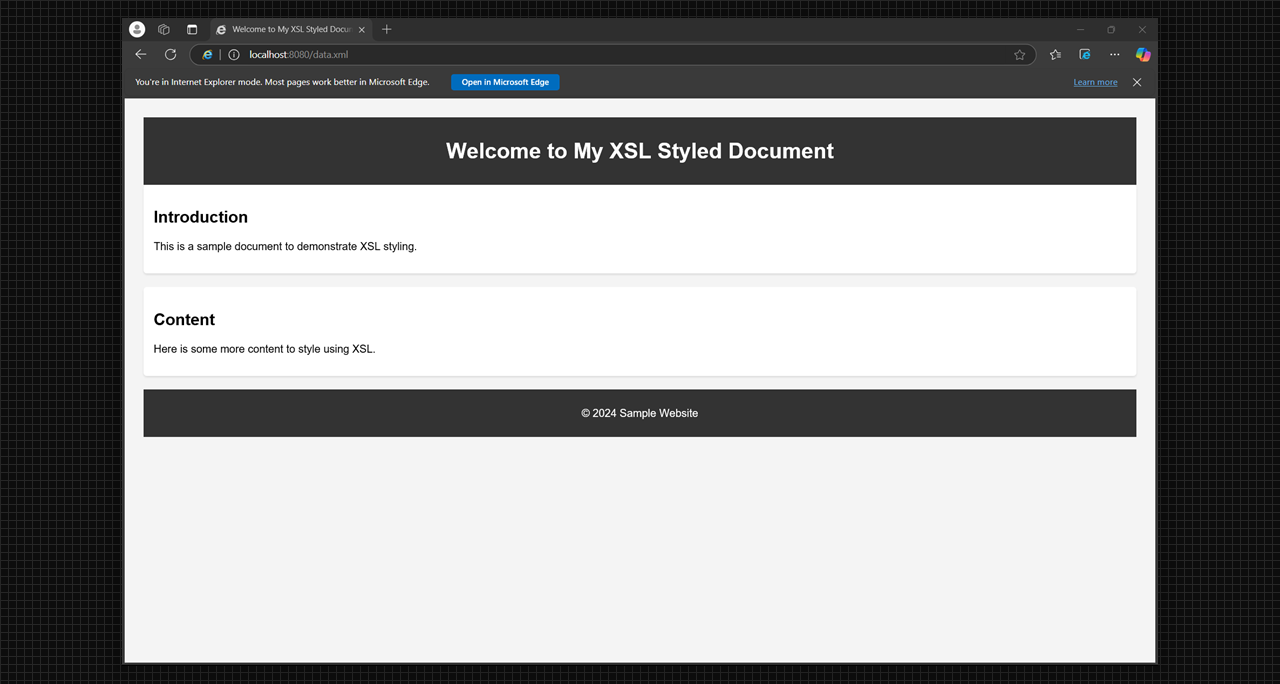 Welcome to My XSL Styled Docu
localhost:8080/data.xml
You're in Internet Explorer mode. Most pages work better in Microsoft Edge.
Open in Microsoft Edge
Learn more
Welcome to My XSL Styled Document
Introduction
This is a sample document to demonstrate XSL styling.
Content
Here is some more content to style using XSL.
© 2024 Sample Website